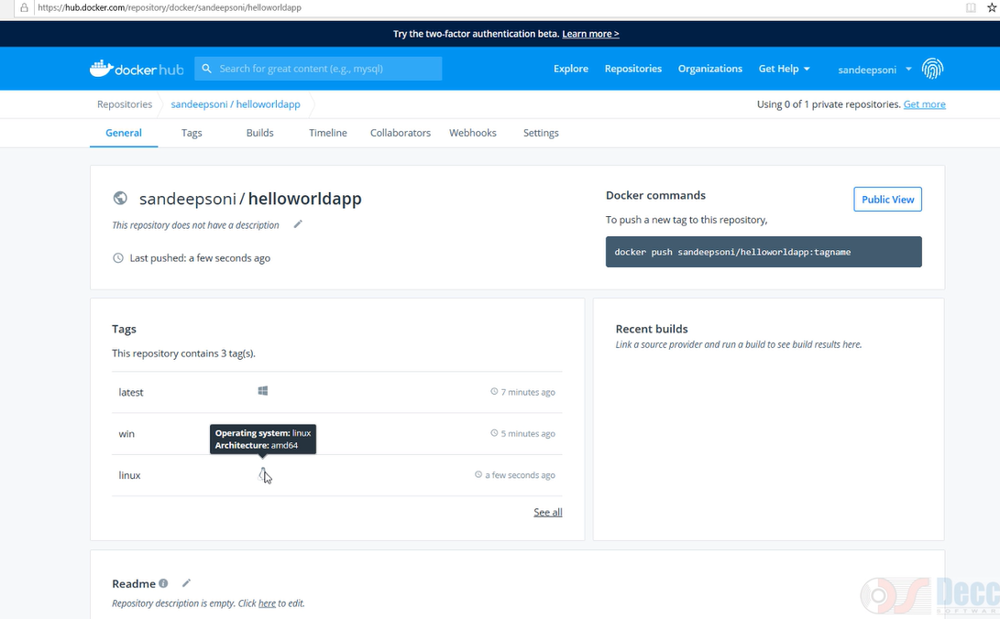 https://hub.docker.com/repository/docker/sandeepsoni/helloworldapp
Try the two-factor authentication beta. Learn more >
docker hub
Search for great content (e.g., mysql)
Explore
Repositories
Organizations
Get Help
sandeepsoni
Repositories
sandeepsoni / helloworldapp
Using 0 of 1 private repositories. Get more
General
Tags
Builds
Timeline
Collaborators
Webhooks
Settings
sandeepsoni / helloworldapp
This repository does not have a description
Last pushed: a few seconds ago
Docker commands
Public View
To push a new tag to this repository,
docker push sandeepsoni/helloworldapp:tagname
Tags
This repository contains 3 tag(s).
latest
7 minutes ago
win
5 minutes ago
Operating system: linux
Architecture: amd64
linux
a few seconds ago
See all
Recent builds
Link a source provider and run a build to see build results here.
Readme
Repository description is empty. Click here to edit.
DS Decc
SOFTWAR